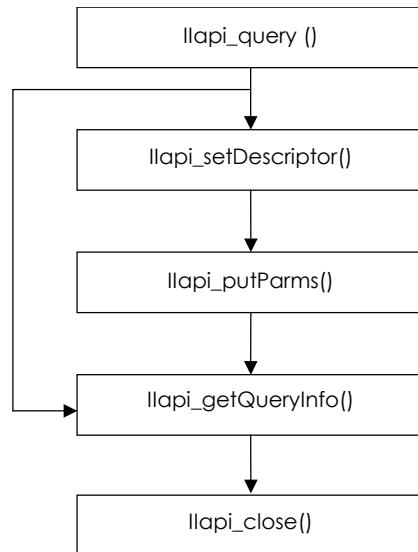 IIapi_query ()
IIapi_setDescriptor()
IIapi_putParms()
IIapi_getQueryInfo()
IIapi_close()